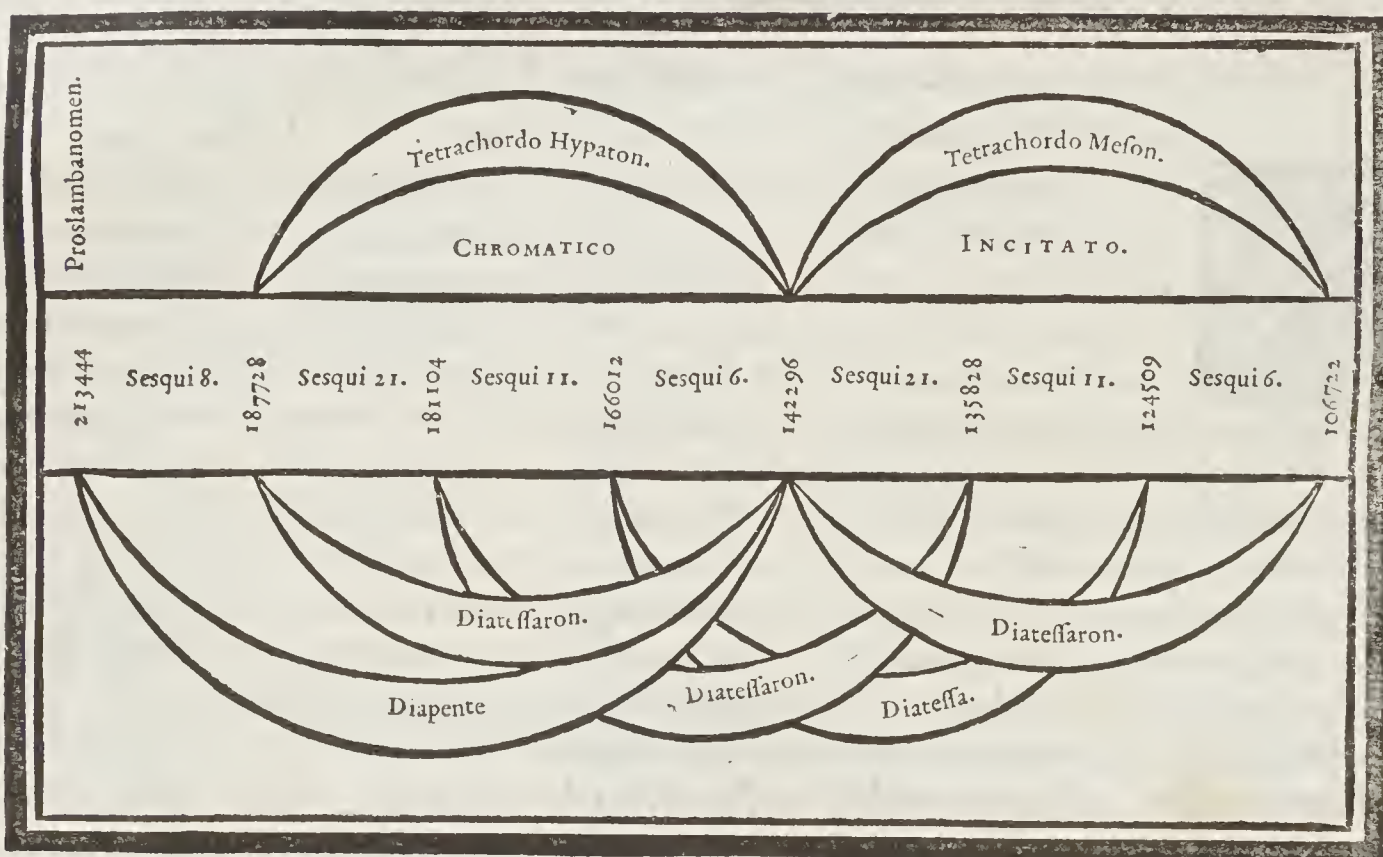 Proslambanomen.
Tetrachordo Hypaton.
Tetrachordo Meſon.
CHROMATICO
INCITATO.
213444
Sesqui 8.
187728
Sesqui 21.
181104
Sesqui 11.
166012
Sesqui 6.
142296
Sesqui 21.
135828
Sesqui 11.
124509
Sesqui 6.
106722
Diateſſaron.
Diateſſaron.
Diapente
Diateſſaron.
Diateſſa.